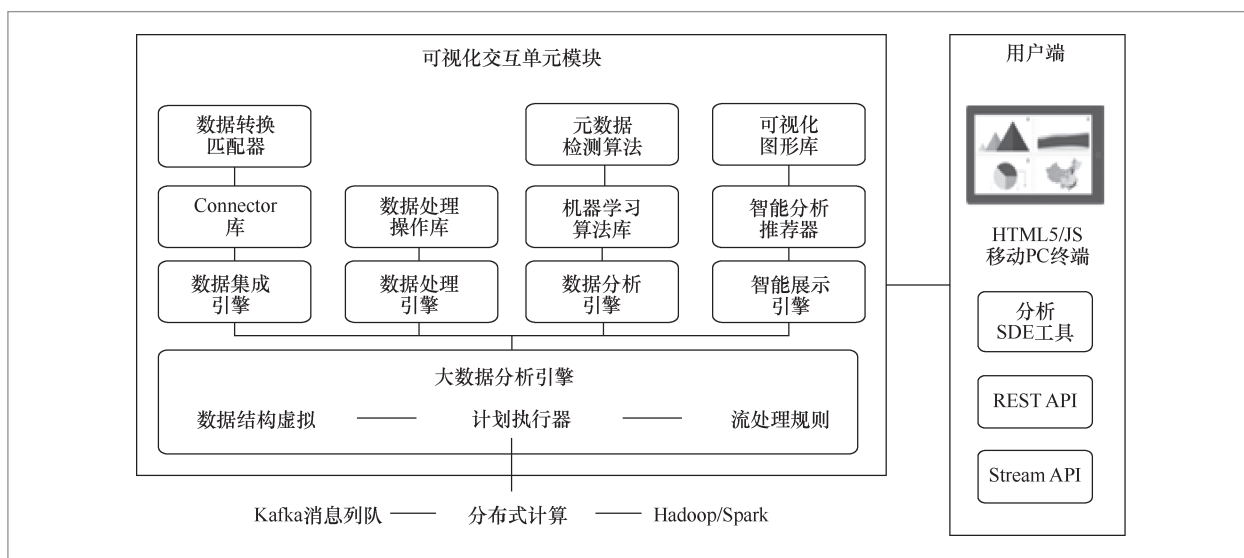 可视化交互单元模块
用户端
数据转换
匹配器
元数据
检测算法
可视化
图形库
Connector
库
数据处理
操作库
机器学习
算法库
智能分析
推荐器
HTML5/JS
移动PC终端
数据集成
引擎
数据处理
引擎
数据分析
引擎
智能展示
引擎
分析
SDE工具
大数据分析引擎
数据结构虚拟
计划执行器
流处理规则
REST API
Stream API
Kafka消息列队
分布式计算
Hadoop/Spark